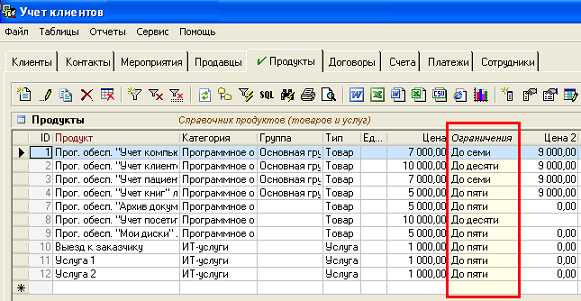 Учет клиентов
Файл Таблицы Отчеты Сервис Помощь
Клиенты Контакты Мероприятия Продавцы Продукты Договоры Счета Платежи Сотрудники
SQL
Продукты Справочник продуктов (товаров и услуг)
ID Продукт Категория Группа Тип Ед... Цена Ограничения Цена 2
1 Прог. обесп. "Учет компьк Программное о Основная гру Товар 7 000,00 До семи 9 000,00
2 Прог. обесп. "Учет клиент Программное о Основная гру Товар 10 000,00 До десяти 9 000,00
3 Прог. обесп. "Учет пациен Программное о Основная гру Товар 7 000,00 До семи 9 000,00
4 Прог. обесп. "Учет книг" л Программное о Основная гру Товар 5 000,00 До пяти 9 000,00
7 Прог. обесп. "Архив докум Программное о Товар 5 000,00 До пяти 0,00
8 Прог. обесп. "Учет посети Программное о Товар 10 000,00 До десяти
9 Прог. обесп. "Мои диски" . Программное о Товар 5 000,00 До пяти 0,00
10 Выезд к заказчику ИТ-услуги Услуга 1 000,00 До пяти 0,00
11 Услуга 1 ИТ-услуги Услуга 1 000,00 До пяти 0,00
12 Услуга 2 ИТ-услуги Услуга 1 000,00 До пяти 0,00